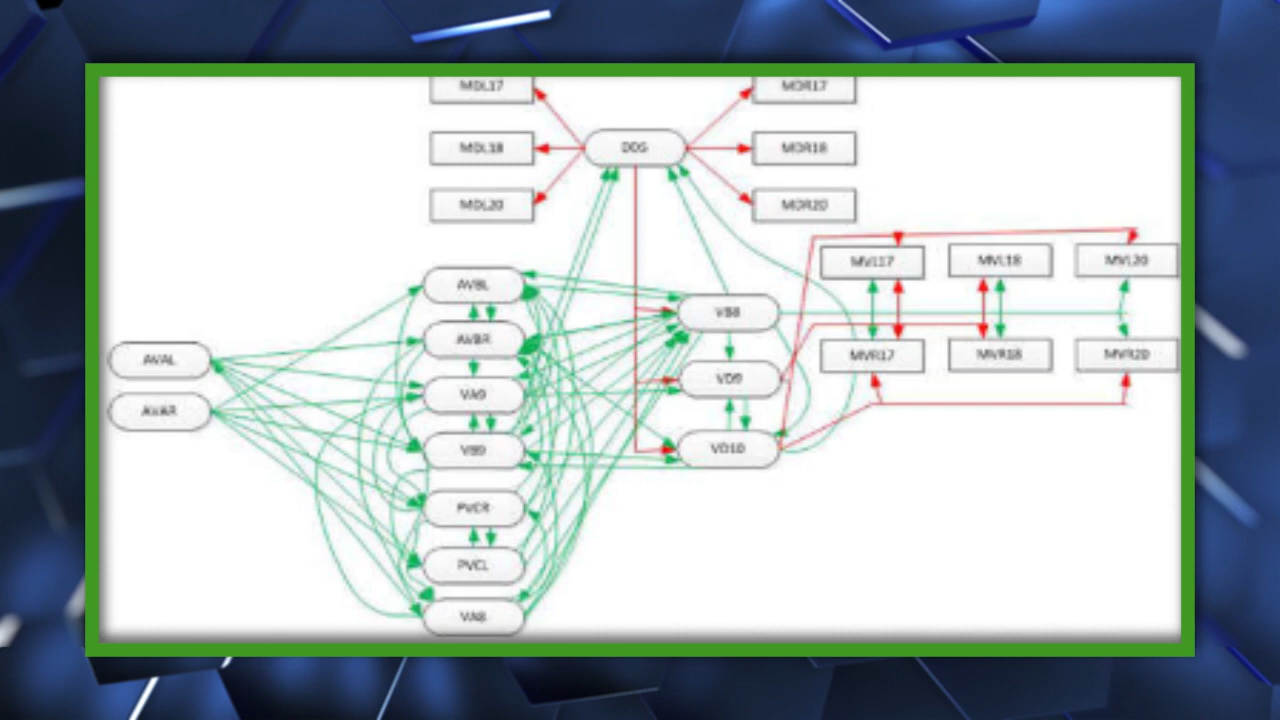 MDL17
MDR17
MDL18
DD5
MDR18
MDL20
MDR20
MVL17
MVL18
MVL20
AVBL
VB8
AVBR
MVR17
MVR18
MVR20
AVAL
VD9
VA9
AVAR
VB9
VD10
PVCR
PVCL
VA8